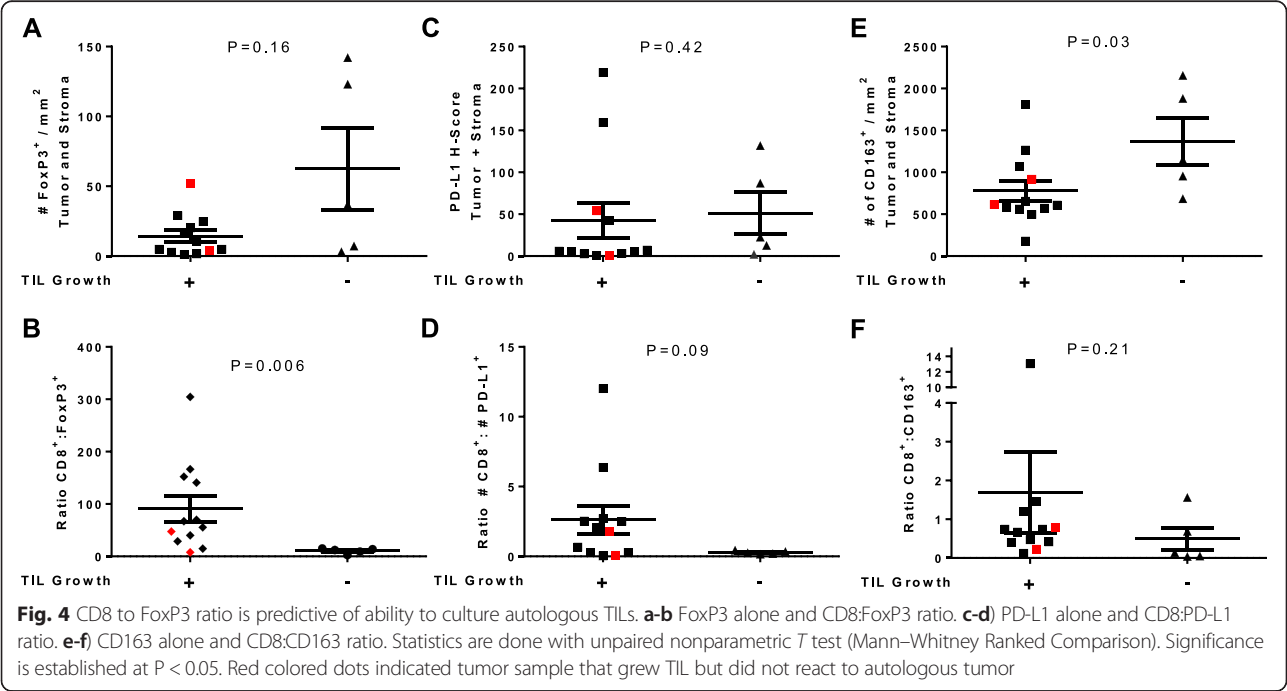 A
P=0.16
# FoxP3+ / mm2
Tumor and Stroma
150
100
50
0
TIL Growth + -
C
P=0.42
PD-L1 H-Score
Tumor + Stroma
250
200
150
100
50
0
TIL Growth + -
E
P=0.03
# of CD163+ / mm2
Tumor and Stroma
2500
2000
1500
1000
500
0
TIL Growth + -
B
P=0.006
Ratio CD8+:FoxP3+
400
300
200
100
0
TIL Growth + -
D
P=0.09
Ratio # CD8+: # PD-L1+
15
10
5
0
TIL Growth + -
F
P=0.21
Ratio CD8+:CD163+
14
12
10
4
3
2
1
0
TIL Growth + -
Fig. 4 CD8 to FoxP3 ratio is predictive of ability to culture autologous TILs. a-b FoxP3 alone and CD8:FoxP3 ratio. c-d) PD-L1 alone and CD8:PD-L1
ratio. e-f) CD163 alone and CD8:CD163 ratio. Statistics are done with unpaired nonparametric T test (Mann–Whitney Ranked Comparison). Significance
is established at P < 0.05. Red colored dots indicated tumor sample that grew TIL but did not react to autologous tumor